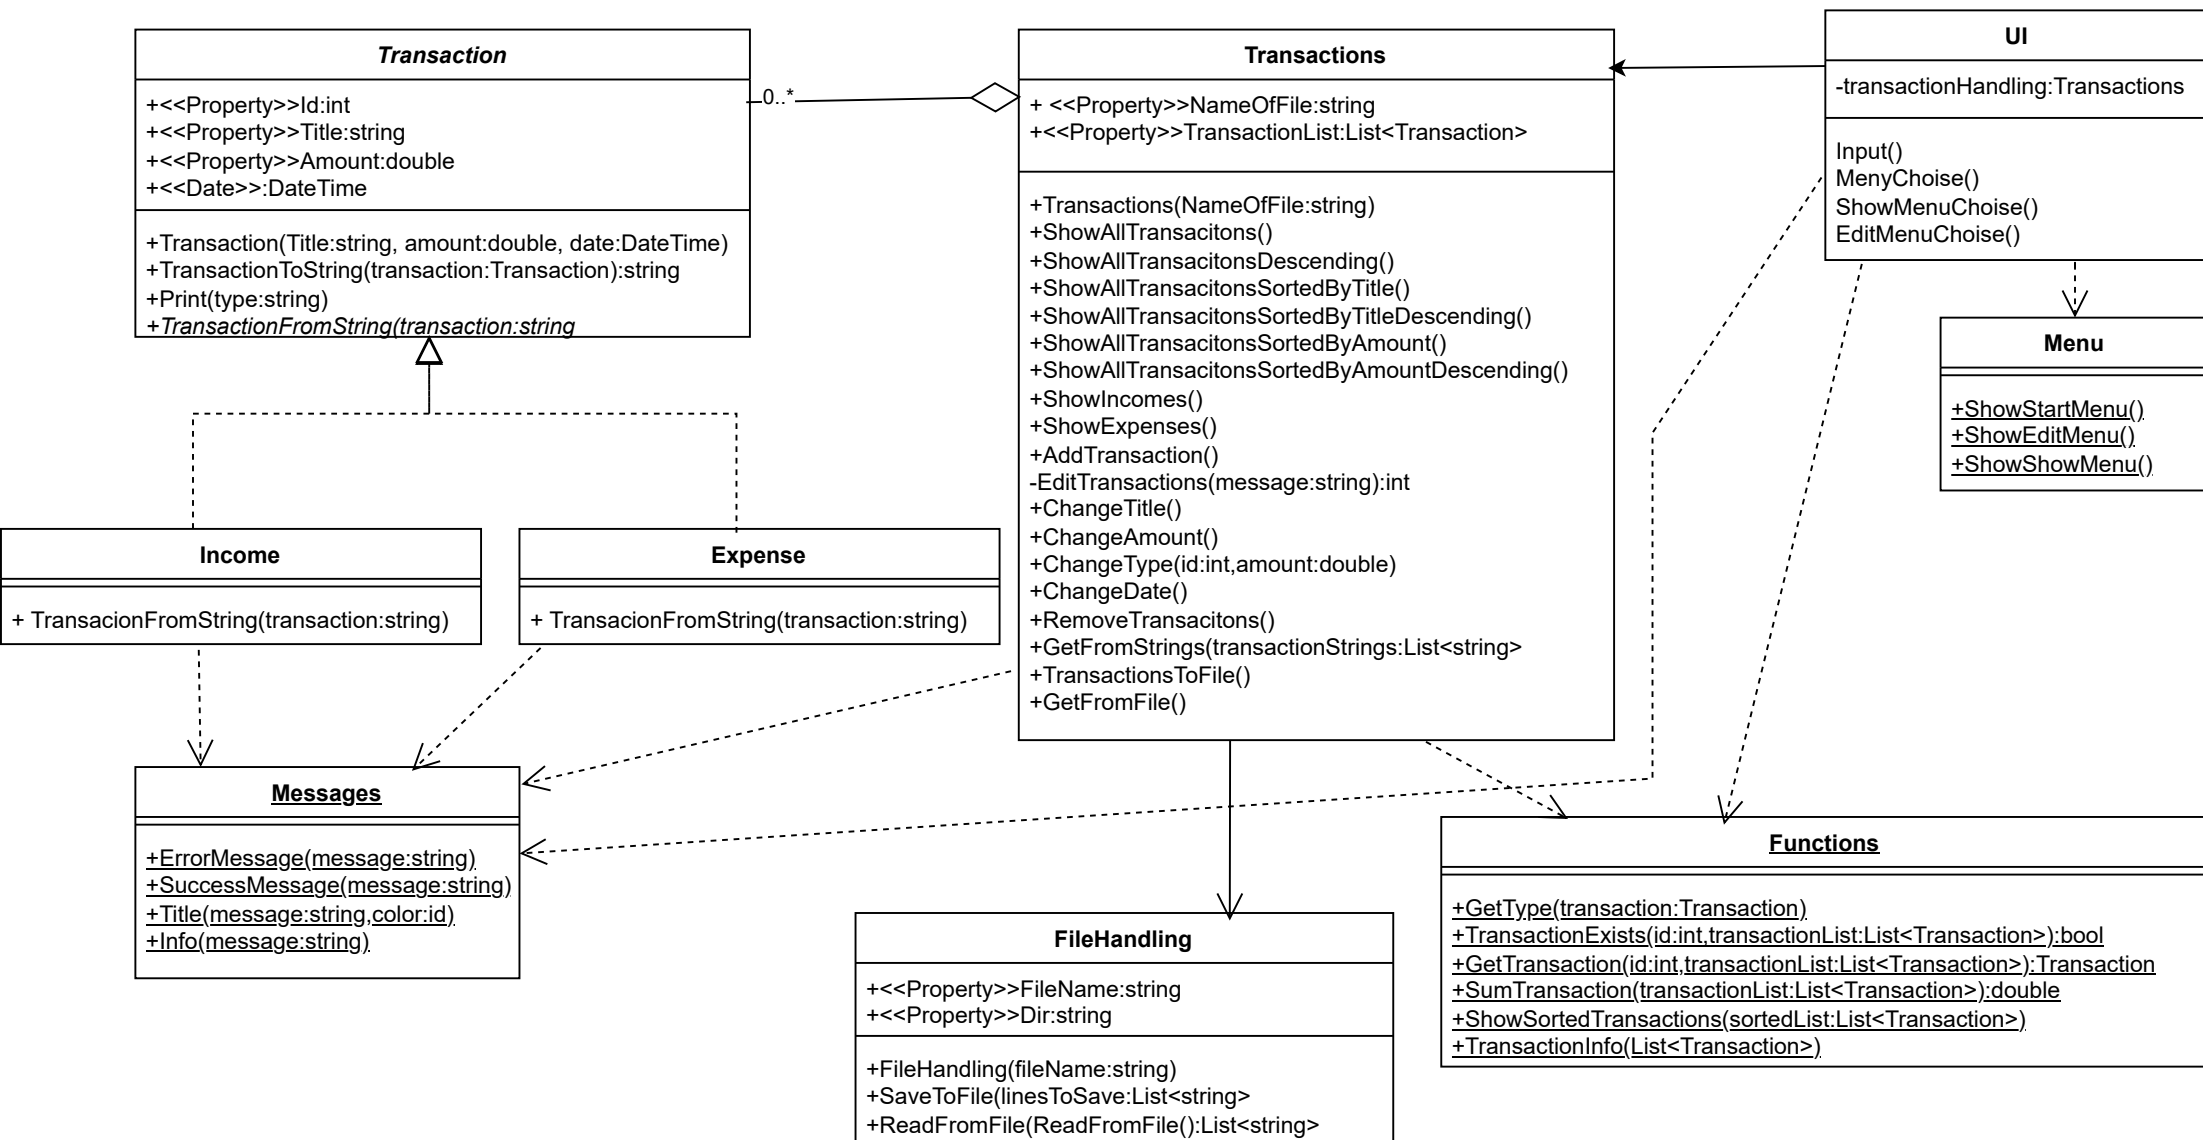 Transaction
+<<Property>>Id:int
+<<Property>>Title:string
+<<Property>>Amount:double
+<<Date>>:DateTime
+Transaction(Title:string, amount:double, date:DateTime)
+TransactionToString(transaction:Transaction):string
+Print(type:string)
+TransactionFromString(transaction:string
0..*
Transactions
+ <<Property>>NameOfFile:string
+<<Property>>TransactionList:List<Transaction>
+Transactions(NameOfFile:string)
+ShowAllTransacitons()
+ShowAllTransacitonsDescending()
+ShowAllTransacitonsSortedByTitle()
+ShowAllTransacitonsSortedByTitleDescending()
+ShowAllTransacitonsSortedByAmount()
+ShowAllTransacitonsSortedByAmountDescending()
+ShowIncomes()
+ShowExpenses()
+AddTransaction()
-EditTransactions(message:string):int
+ChangeTitle()
+ChangeAmount()
+ChangeType(id:int,amount:double)
+ChangeDate()
+RemoveTransacitons()
+GetFromStrings(transactionStrings:List<string>
+TransactionsToFile()
+GetFromFile()
UI
-transactionHandling:Transactions
Input()
MenyChoise()
ShowMenuChoise()
EditMenuChoise()
Menu
+ShowStartMenu()
+ShowEditMenu()
+ShowShowMenu()
Income
+ TransacionFromString(transaction:string)
Expense
+ TransacionFromString(transaction:string)
Messages
+ErrorMessage(message:string)
+SuccessMessage(message:string)
+Title(message:string,color:id)
+Info(message:string)
FileHandling
+<<Property>>FileName:string
+<<Property>>Dir:string
+FileHandling(fileName:string)
+SaveToFile(linesToSave:List<string>
+ReadFromFile(ReadFromFile():List<string>
Functions
+GetType(transaction:Transaction)
+TransactionExists(id:int,transactionList:List<Transaction>):bool
+GetTransaction(id:int,transactionList:List<Transaction>):Transaction
+SumTransaction(transactionList:List<Transaction>):double
+ShowSortedTransactions(sortedList:List<Transaction>)
+TransactionInfo(List<Transaction>)